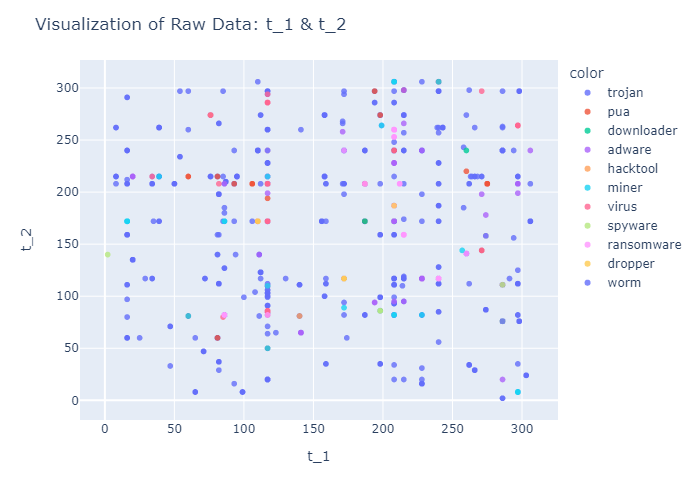 Visualization of Raw Data: t_1 & t_2
color
trojan
pua
downloader
adware
hacktool
miner
virus
spyware
ransomware
dropper
worm
t_2
300
250
200
150
100
50
0
0 50 100 150 200 250 300
t_1